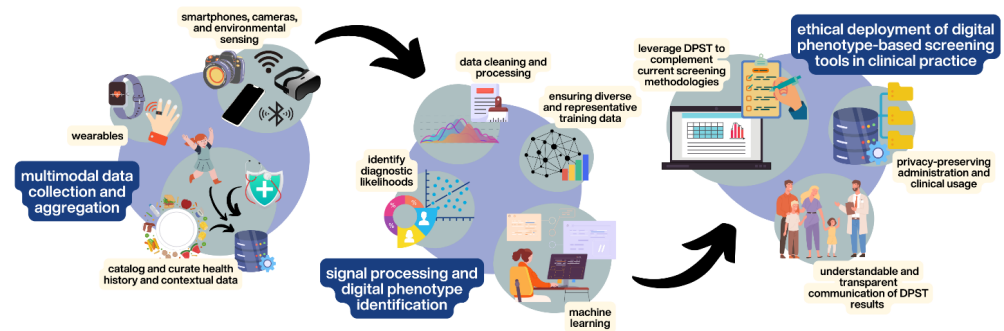 smartphones, cameras,
and environmental
sensing
wearables
multimodal data
collection and
aggregation
catalog and curate health
history and contextual data
data cleaning and
processing
ensuring diverse and
representative
training data
identify
diagnostic
likelihoods
signal processing and
digital phenotype
identification
machine
learning
ethical deployment of digital
phenotype-based screening
tools in clinical practice
leverage DPST to
complement
current screening
methodologies
privacy-preserving
administration and
clinical usage
understandable and
transparent
communication of DPST
results